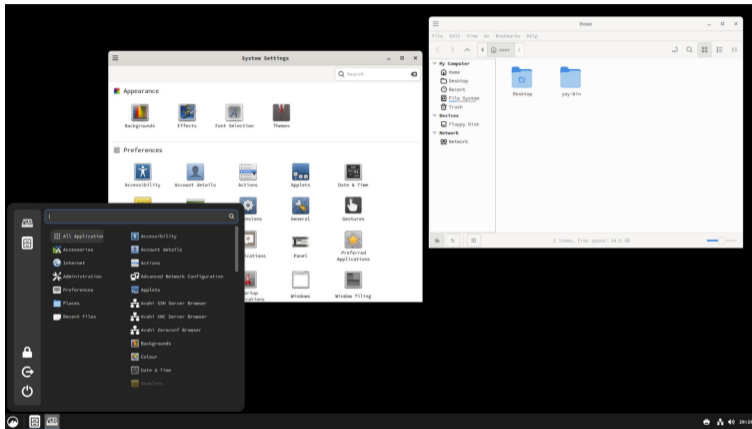 Home
File Edit View Go Bookmarks Help
user
My Computer
Home
Desktop
Recent
File System
Trash
Devices
Floppy Disk
Network
Network
Desktop
yay-bin
2 items, Free space:
System Settings
Search
Appearance
Backgrounds
Effects
Font Selection
Themes
Preferences
Accessibility
Account details
Actions
Applets
Date & Time
General
Gestures
Panel
Preferred
Applications
Windows
Window Tiling
All Application
Accessories
Internet
Administration
Preferences
Places
Recent Files
Accessibility
Account details
Actions
Advanced Network Configuration
Applets
Avahi SSH Server Browser
Avahi VNC Server Browser
Avahi Zeroconf Browser
Backgrounds
Colour
Date & Time
Desklets